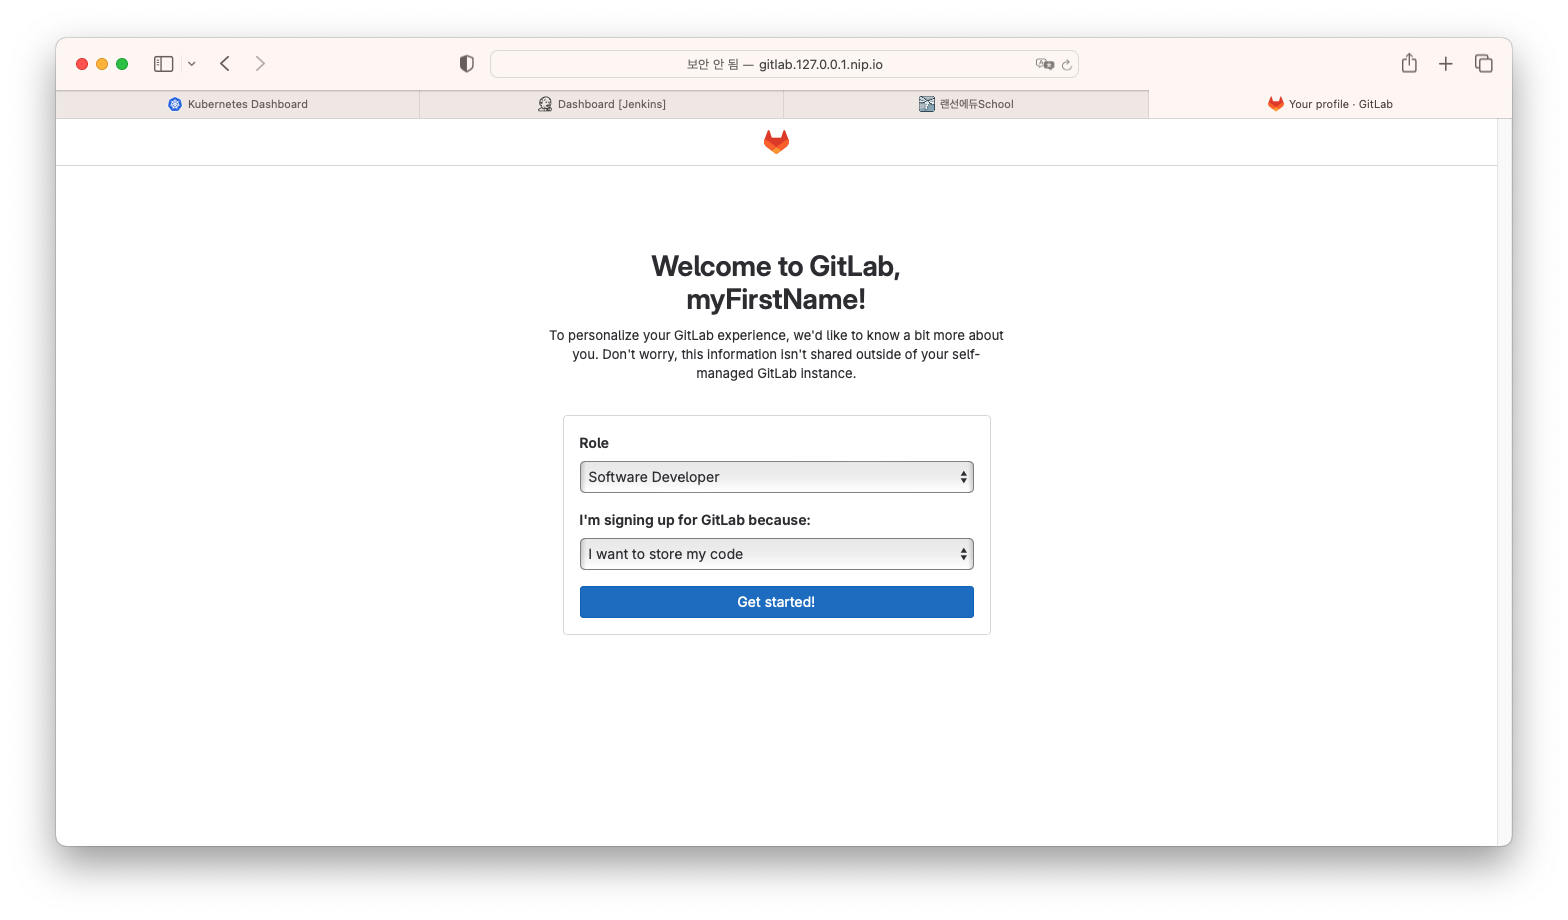 보안 안 됨 — gitlab.127.0.0.1.nip.io
Kubernetes Dashboard
Dashboard [Jenkins]
랜선에듀School
Your profile · GitLab
Welcome to GitLab,
myFirstName!
To personalize your GitLab experience, we'd like to know a bit more about
you. Don't worry, this information isn't shared outside of your self-
managed GitLab instance.
Role
Software Developer
I'm signing up for GitLab because:
I want to store my code
Get started!